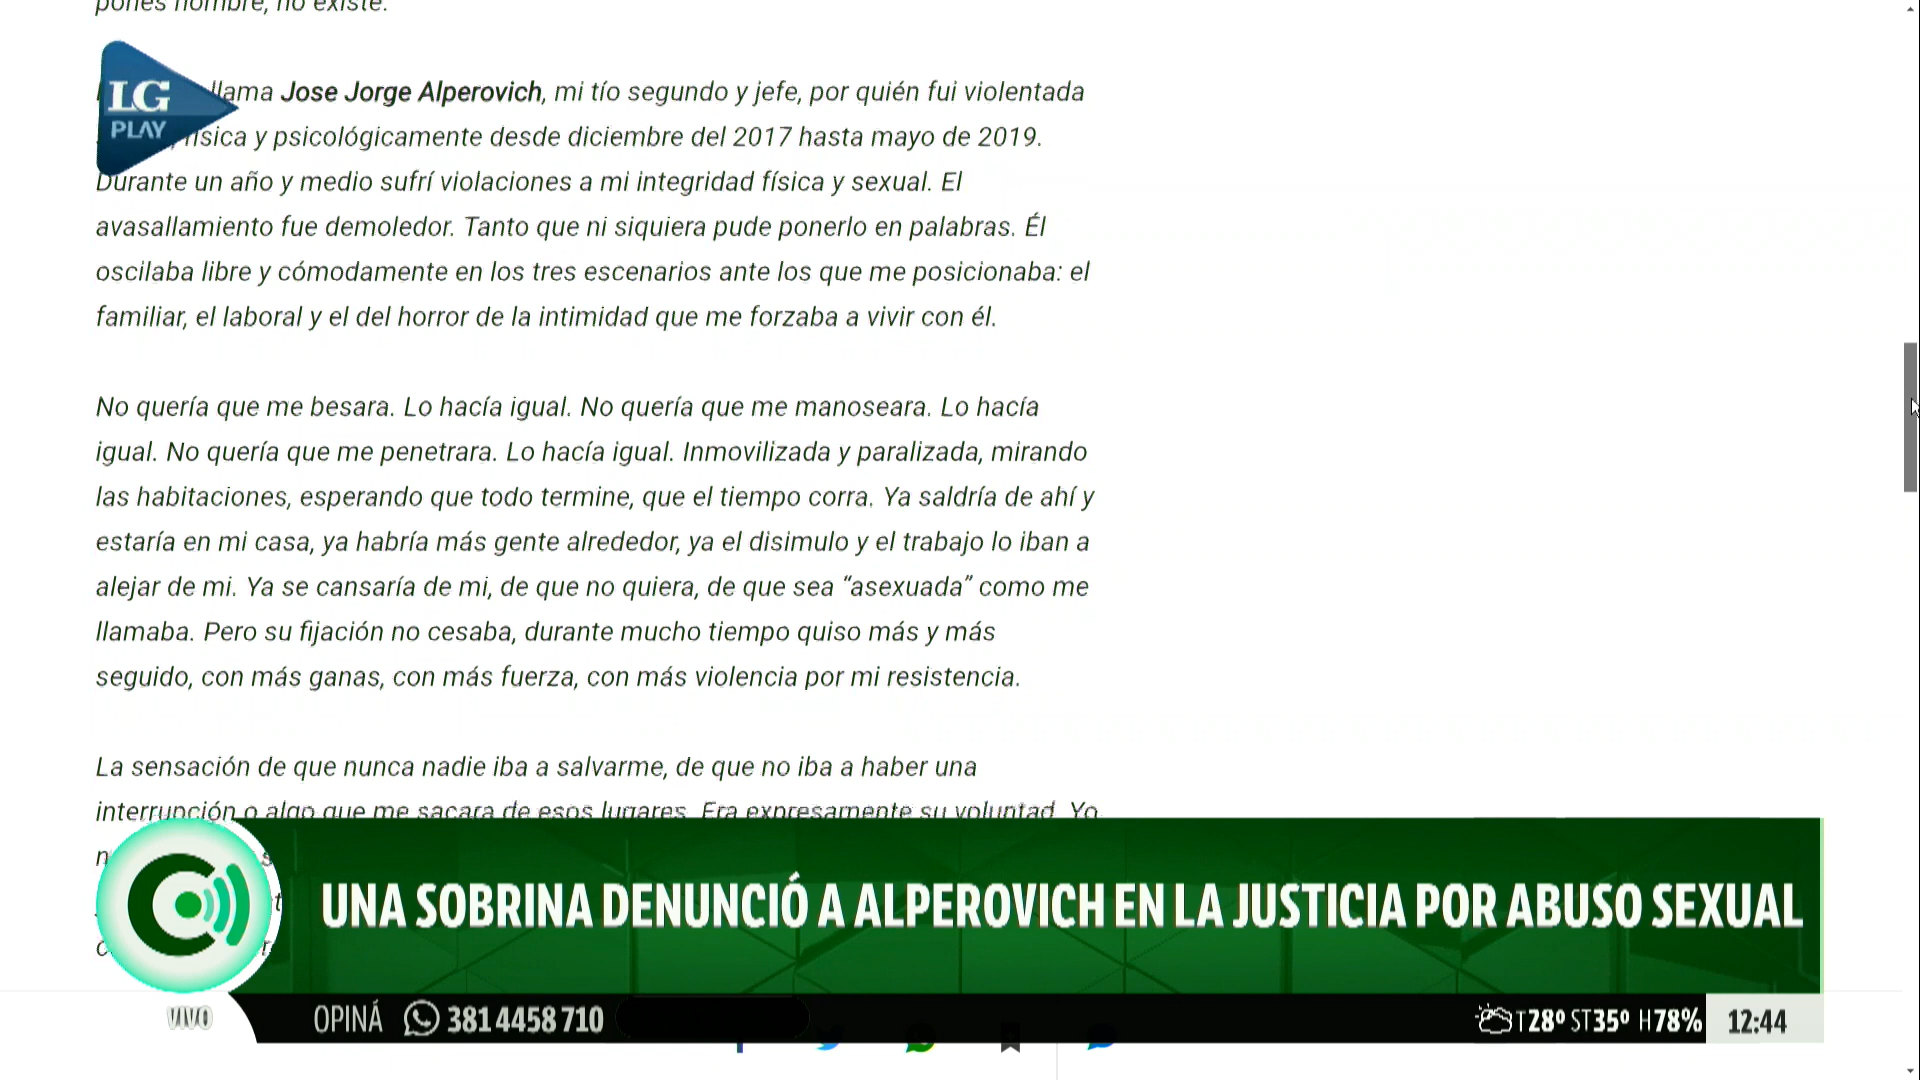 pones nombre, no existe.
LG
PLAY
llama Jose Jorge Alperovich, mi tío segundo y jefe, por quién fui violentada
física y psicológicamente desde diciembre del 2017 hasta mayo de 2019.
Durante un año y medio sufrí violaciones a mi integridad física y sexual. El
avasallamiento fue demoledor. Tanto que ni siquiera pude ponerlo en palabras. Él
oscilaba libre y cómodamente en los tres escenarios ante los que me posicionaba: el
familiar, el laboral y el del horror de la intimidad que me forzaba a vivir con él.
No quería que me besara. Lo hacía igual. No quería que me manoseara. Lo hacía
igual. No quería que me penetrara. Lo hacía igual. Inmovilizada y paralizada, mirando
las habitaciones, esperando que todo termine, que el tiempo corra. Ya saldría de ahí y
estaría en mi casa, ya habría más gente alrededor, ya el disimulo y el trabajo lo iban a
alejar de mi. Ya se cansaría de mi, de que no quiera, de que sea “asexuada” como me
llamaba. Pero su fijación no cesaba, durante mucho tiempo quiso más y más
seguido, con más ganas, con más fuerza, con más violencia por mi resistencia.
La sensación de que nunca nadie iba a salvarme, de que no iba a haber una
interrupción o algo que me sacara de esos lugares. Era expresamente su voluntad. Yo
UNA SOBRINA DENUNCIÓ A ALPEROVICH EN LA JUSTICIA POR ABUSO SEXUAL
VIVO OPINÁ 381 4458 710 T28º ST35º H78% 12:44